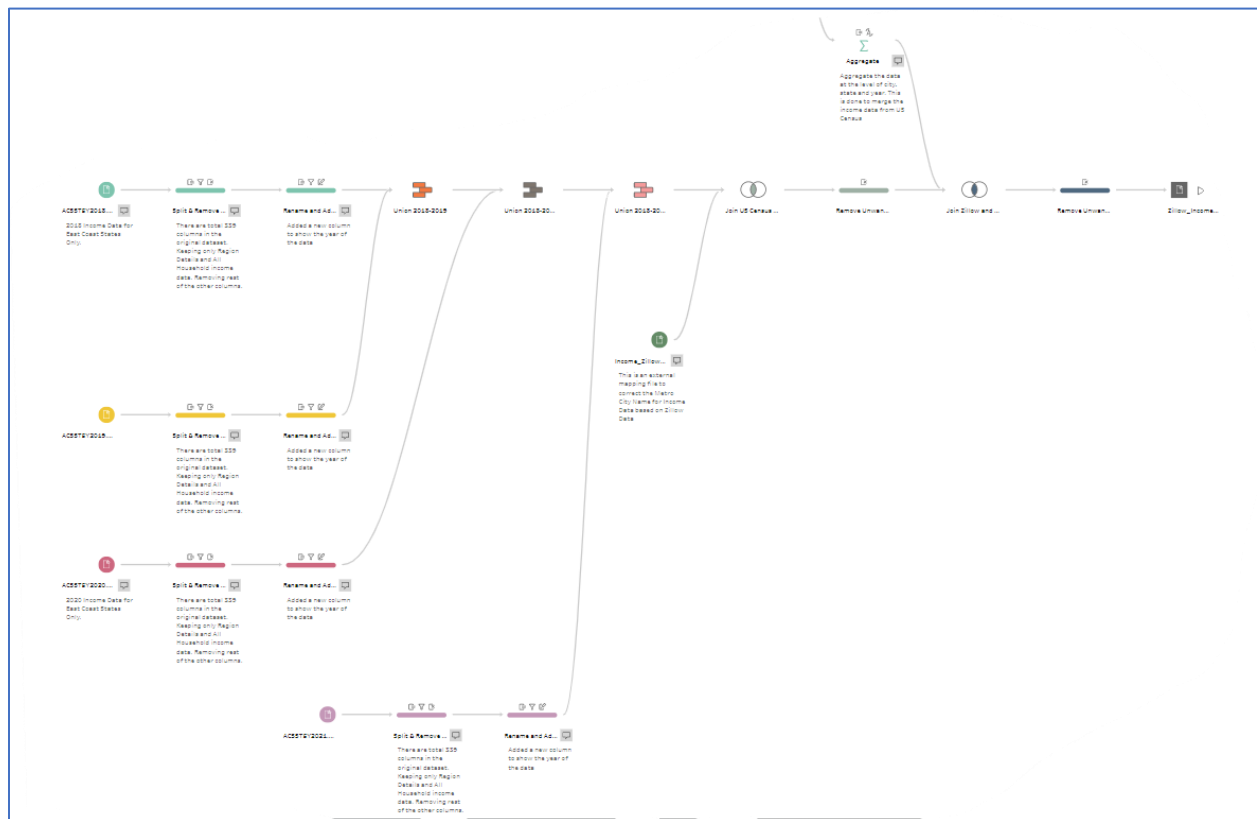 Aggregate
Aggregate the data
at the level of city,
state and year. This
is done to merge the
income data from US
Census
ACS5TEY2018....
Split & Remove ...
Rename and Ad...
Union 2018-2019
Union 2018-20...
Union 2018-20...
Join US Census ...
Remove Unwan...
Join Zillow and ...
Remove Unwan...
Zillow_Income...
2018 Income Data for
East Coast States
Only.
There are total 339
columns in the
original dataset.
Keeping only Region
Details and All
Household income
data. Removing rest
of the other columns.
Added a new column
to show the year of
the data
Income_Zillow...
This is an external
mapping file to
correct the Metro
City Name for Income
Data based on Zillow
Data
ACS5TEY2019....
Split & Remove ...
Rename and Ad...
There are total 339
columns in the
original dataset.
Keeping only Region
Details and All
Household income
data. Removing rest
of the other columns.
Added a new column
to show the year of
the data
ACS5TEY2020....
Split & Remove ...
Rename and Ad...
2020 Income Data for
East Coast States
Only.
There are total 339
columns in the
original dataset.
Keeping only Region
Details and All
Household income
data. Removing rest
of the other columns.
Added a new column
to show the year of
the data
ACS5TEY2021....
Split & Remove ...
Rename and Ad...
There are total 339
columns in the
original dataset.
Keeping only Region
Details and All
Household income
data. Removing rest
of the other columns.
Added a new column
to show the year of
the data